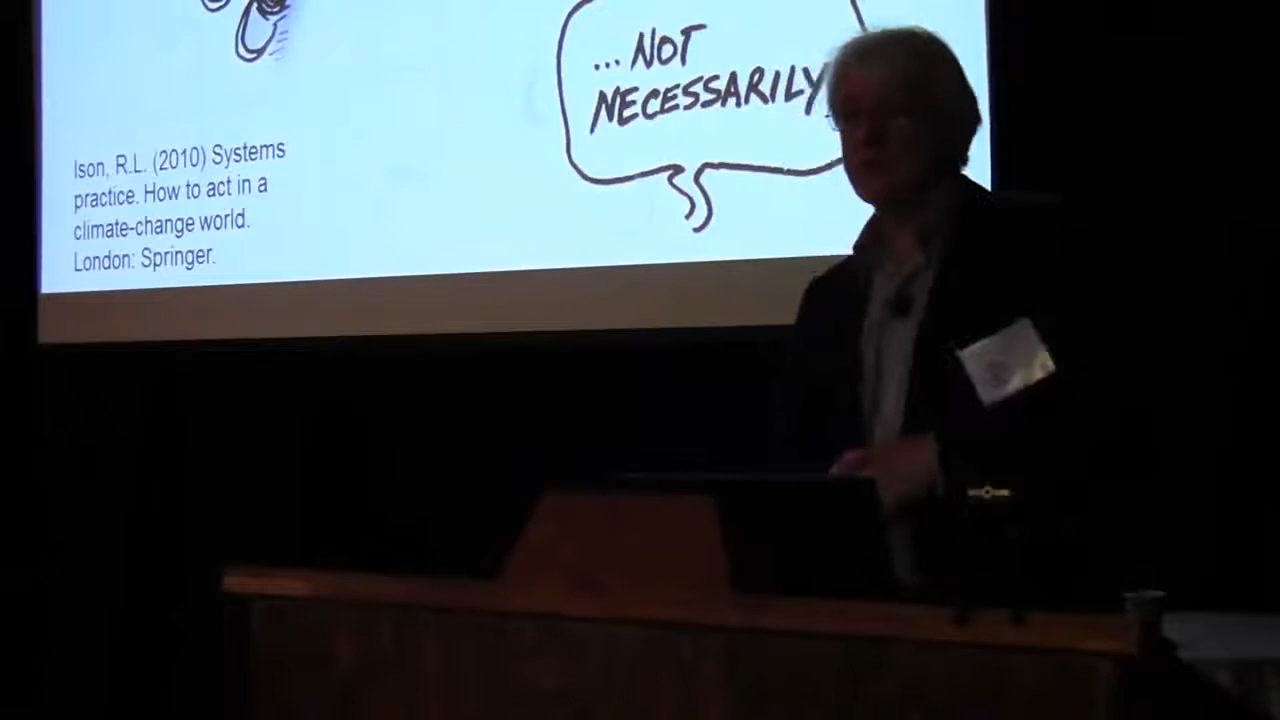 ...NOT
NECESSARILY
Ison, R.L. (2010) Systems
practice. How to act in a
climate-change world.
London: Springer.